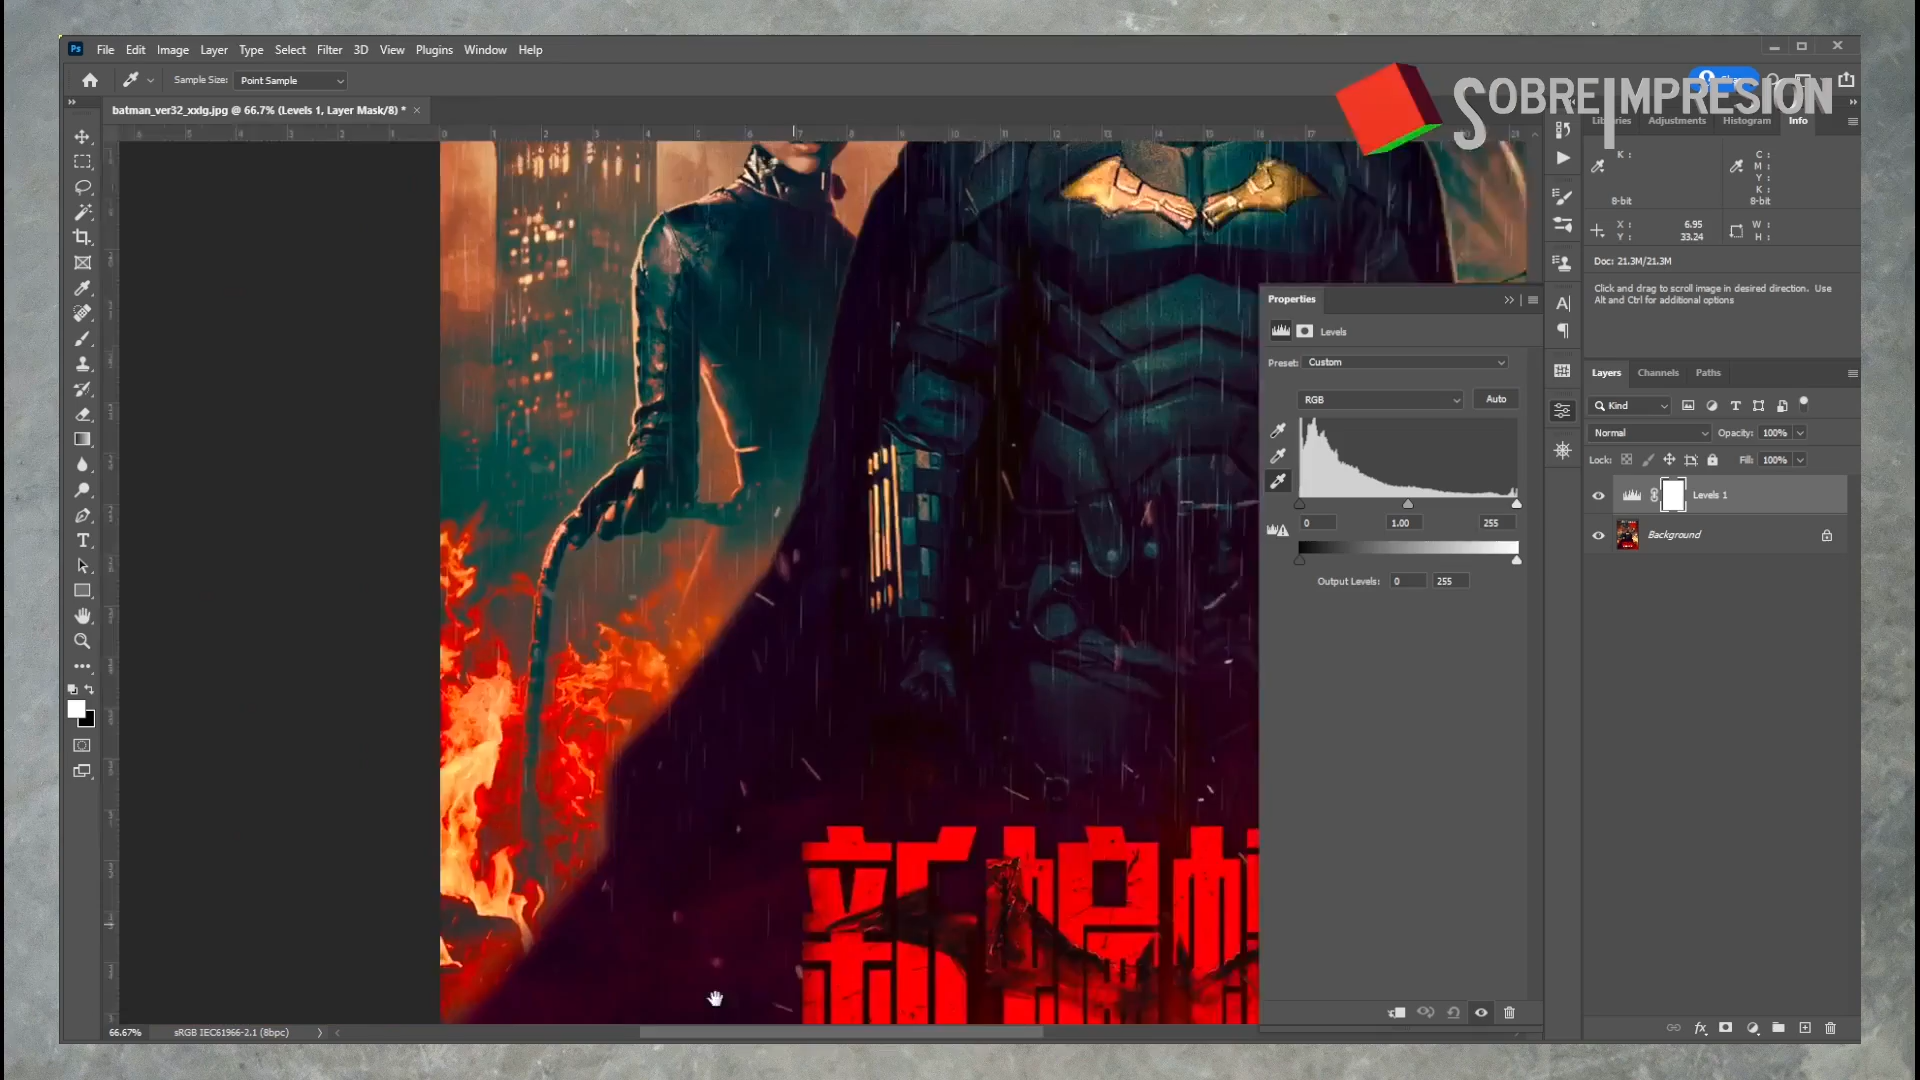 Ps File Edit Image Layer Type Select Filter 3D View Plugins Window Help
Sample Size: Point Sample
SOBREIMPRESION
batman_ver32_xxlg.jpg @ 66.7% (Levels 1, Layer Mask/8) *
Libraries Adjustments Histogram Info
K : C :
M :
Y :
K :
8-bit 8-bit
X : 6.95 W :
Y : 33.24 H :
Doc: 21.3M/21.3M
Click and drag to scroll image in desired direction. Use
Alt and Ctrl for additional options
Properties
Levels
Preset: Custom
RGB Auto
0 1.00 255
Output Levels: 0 255
Layers Channels Paths
Kind
Normal Opacity: 100%
Lock: Fill: 100%
Levels 1
Background
新
66.67% sRGB IEC61966-2.1 (8bpc)